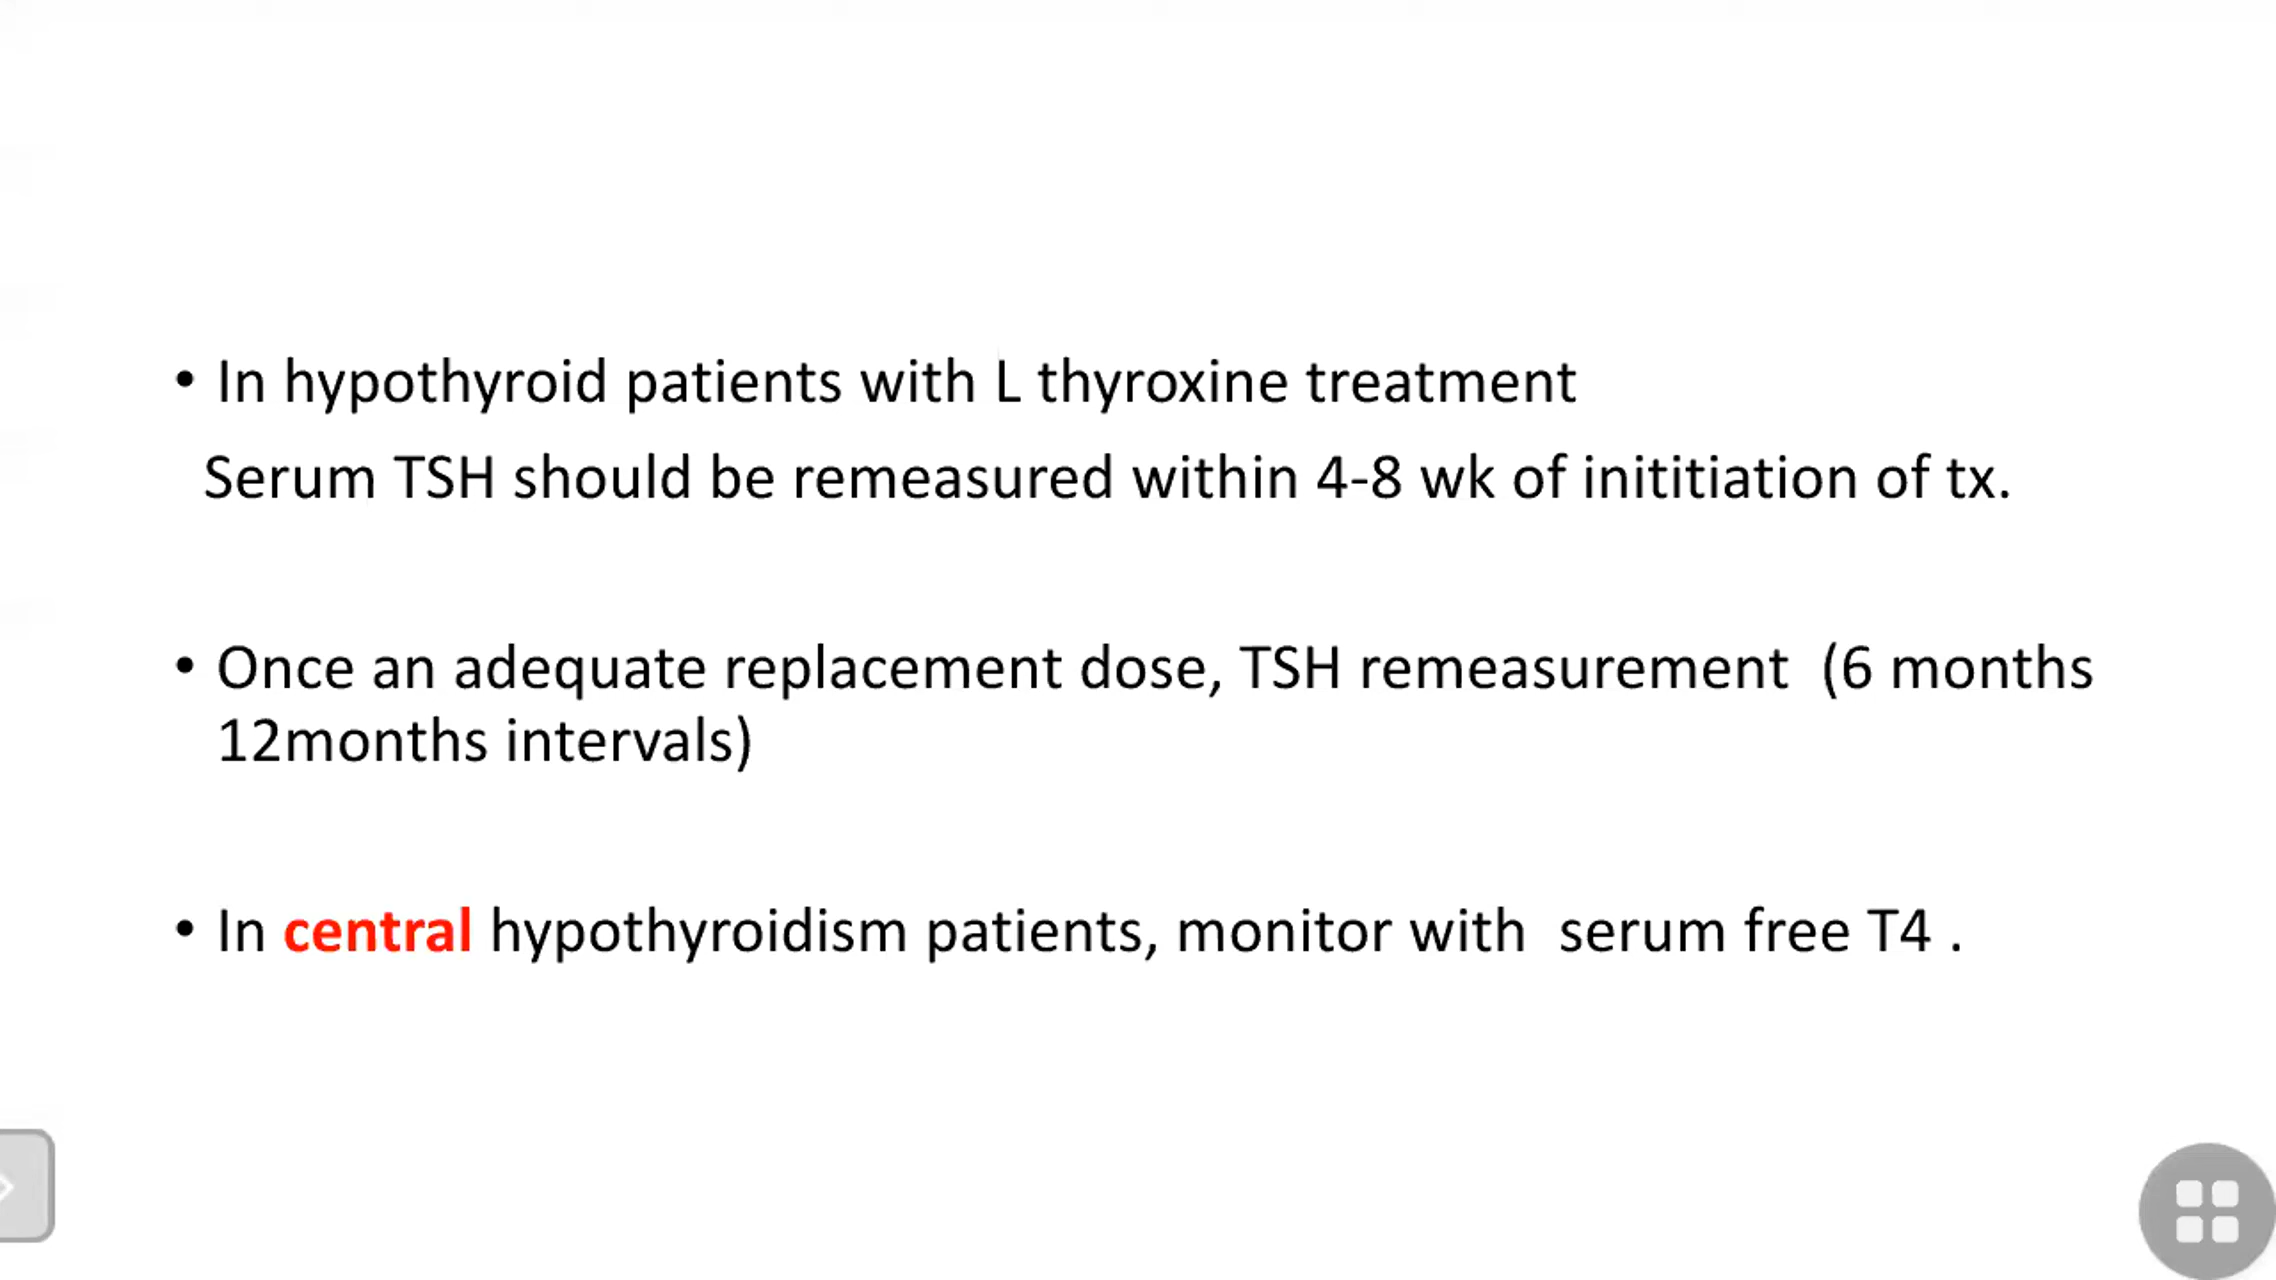 • In hypothyroid patients with L thyroxine treatment
Serum TSH should be remeasured within 4-8 wk of inititiation of tx.
• Once an adequate replacement dose, TSH remeasurement (6 months
12months intervals)
• In central hypothyroidism patients, monitor with serum free T4 .